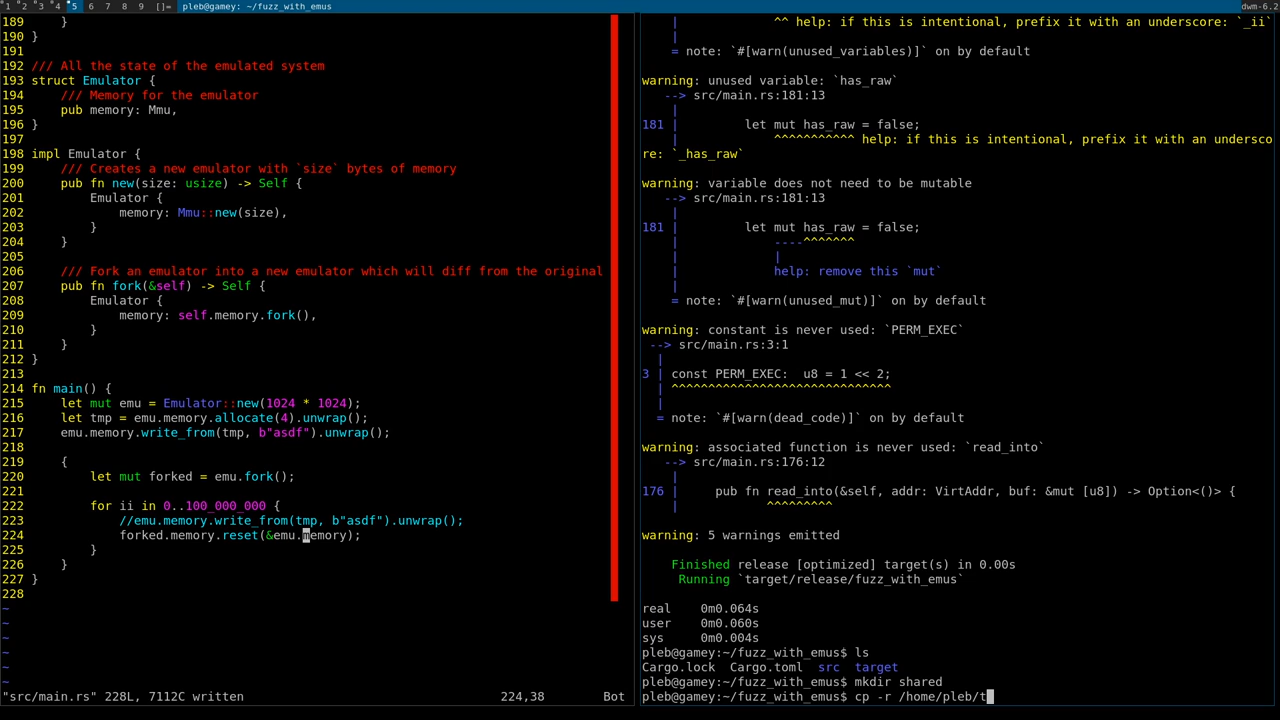 1 2 3 4 5 6 7 8 9 []= pleb@gamey: ~/fuzz_with_emus dwm-6.2
189     }
190 }
191
192 /// All the state of the emulated system
193 struct Emulator {
194     /// Memory for the emulator
195     pub memory: Mmu,
196 }
197
198 impl Emulator {
199     /// Creates a new emulator with `size` bytes of memory
200     pub fn new(size: usize) -> Self {
201         Emulator {
202             memory: Mmu::new(size),
203         }
204     }
205
206     /// Fork an emulator into a new emulator which will diff from the original
207     pub fn fork(&self) -> Self {
208         Emulator {
209             memory: self.memory.fork(),
210         }
211     }
212 }
213
214 fn main() {
215     let mut emu = Emulator::new(1024 * 1024);
216     let tmp = emu.memory.allocate(4).unwrap();
217     emu.memory.write_from(tmp, b"asdf").unwrap();
218
219     {
220         let mut forked = emu.fork();
221
222         for ii in 0..100_000_000 {
223             //emu.memory.write_from(tmp, b"asdf").unwrap();
224             forked.memory.reset(&emu.memory);
225         }
226     }
227 }
228
~
~
~
~
~
~
"src/main.rs" 228L, 7112C written 224,38 Bot
    |             ^^ help: if this is intentional, prefix it with an underscore: `_ii`
    |
    = note: `#[warn(unused_variables)]` on by default
warning: unused variable: `has_raw`
   --> src/main.rs:181:13
    |
181 |         let mut has_raw = false;
    |             ^^^^^^^^^^^ help: if this is intentional, prefix it with an undersco
re: `_has_raw`
warning: variable does not need to be mutable
   --> src/main.rs:181:13
    |
181 |         let mut has_raw = false;
    |             ----^^^^^^^
    |             |
    |             help: remove this `mut`
    |
    = note: `#[warn(unused_mut)]` on by default
warning: constant is never used: `PERM_EXEC`
 --> src/main.rs:3:1
  |
3 | const PERM_EXEC:  u8 = 1 << 2;
  | ^^^^^^^^^^^^^^^^^^^^^^^^^^^^^^
  |
  = note: `#[warn(dead_code)]` on by default
warning: associated function is never used: `read_into`
   --> src/main.rs:176:12
    |
176 |     pub fn read_into(&self, addr: VirtAddr, buf: &mut [u8]) -> Option<()> {
    |            ^^^^^^^^^
warning: 5 warnings emitted
    Finished release [optimized] target(s) in 0.00s
     Running `target/release/fuzz_with_emus`
real    0m0.064s
user    0m0.060s
sys     0m0.004s
pleb@gamey:~/fuzz_with_emus$ ls
Cargo.lock  Cargo.toml  src  target
pleb@gamey:~/fuzz_with_emus$ mkdir shared
pleb@gamey:~/fuzz_with_emus$ cp -r /home/pleb/t